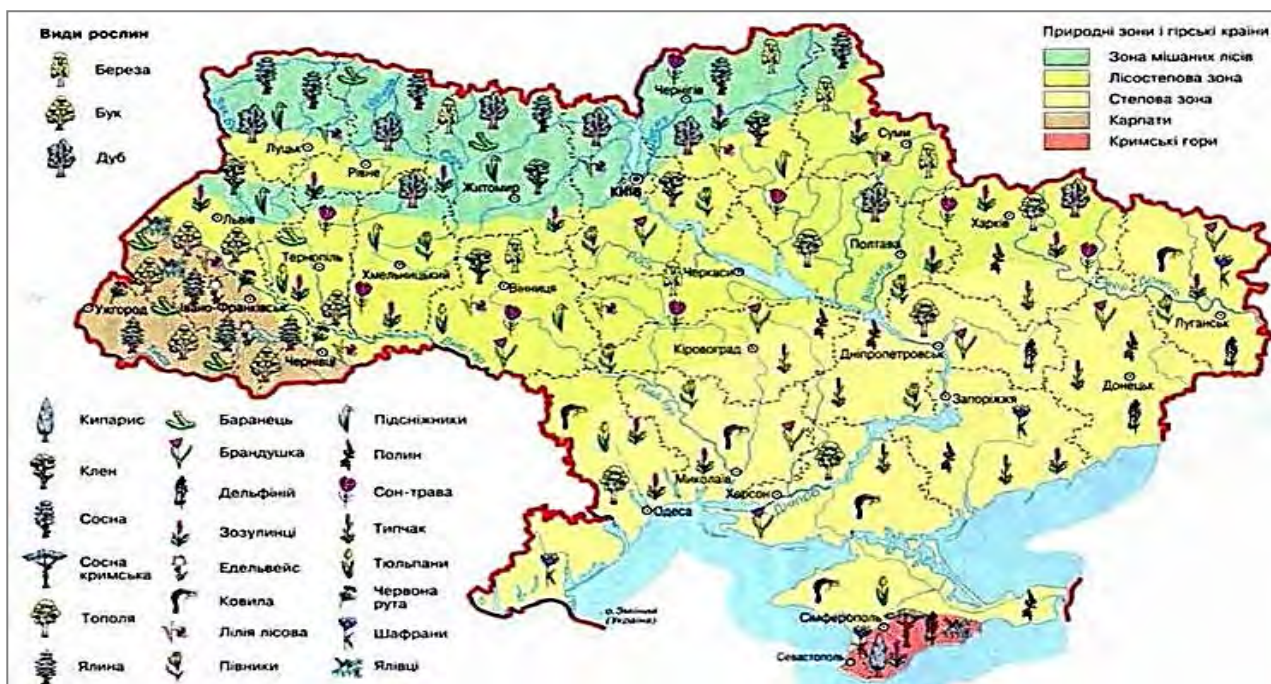 Види рослин
Береза
Бук
Дуб
Природні зони і гірські країни
Зона мішаних лісів
Лісостепова зона
Степова зона
Карпати
Кримські гори
Чернігів
Суми
Луцьк
Рівне
Житомир
Київ
Львів
Тернопіль
Хмельницький
Вінниця
Черкаси
Полтава
Харків
Ужгород
Івано-Франківськ
Чернівці
Кіровоград
Дніпропетровськ
Луганськ
Донецьк
Запоріжжя
Миколаїв
Херсон
Дніпро
Одеса
о. Зміїний
(Україна)
Сімферополь
Севастополь
Кипарис
Клен
Сосна
Сосна
кримська
Тополя
Ялина
Баранець
Брандушка
Дельфіній
Зозулинці
Едельвейс
Ковила
Лілія лісова
Півники
Підсніжники
Полин
Сон-трава
Типчак
Тюльпани
Червона
рута
Шафрани
Ялівці